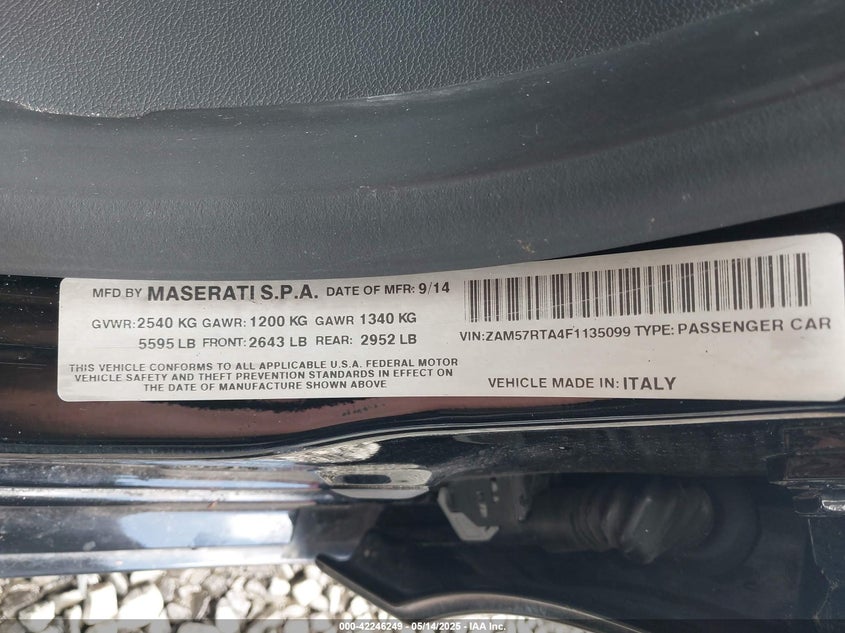 MFD BY MASERATI S.P.A. DATE OF MFR: 9/14
GVWR: 2540 KG GAWR: 1200 KG GAWR 1340 KG
5595 LB FRONT: 2643 LB REAR: 2952 LB
THIS VEHICLE CONFORMS TO ALL APPLICABLE U.S.A. FEDERAL MOTOR
VEHICLE SAFETY AND THEFT PREVENTION STANDARDS IN EFFECT ON
THE DATE OF MANUFACTURE SHOWN ABOVE
VIN:ZAM57RTA4F1135099 TYPE: PASSENGER CAR
VEHICLE MADE IN: ITALY
000-42246249 - 05/14/2025 - IAA Inc.